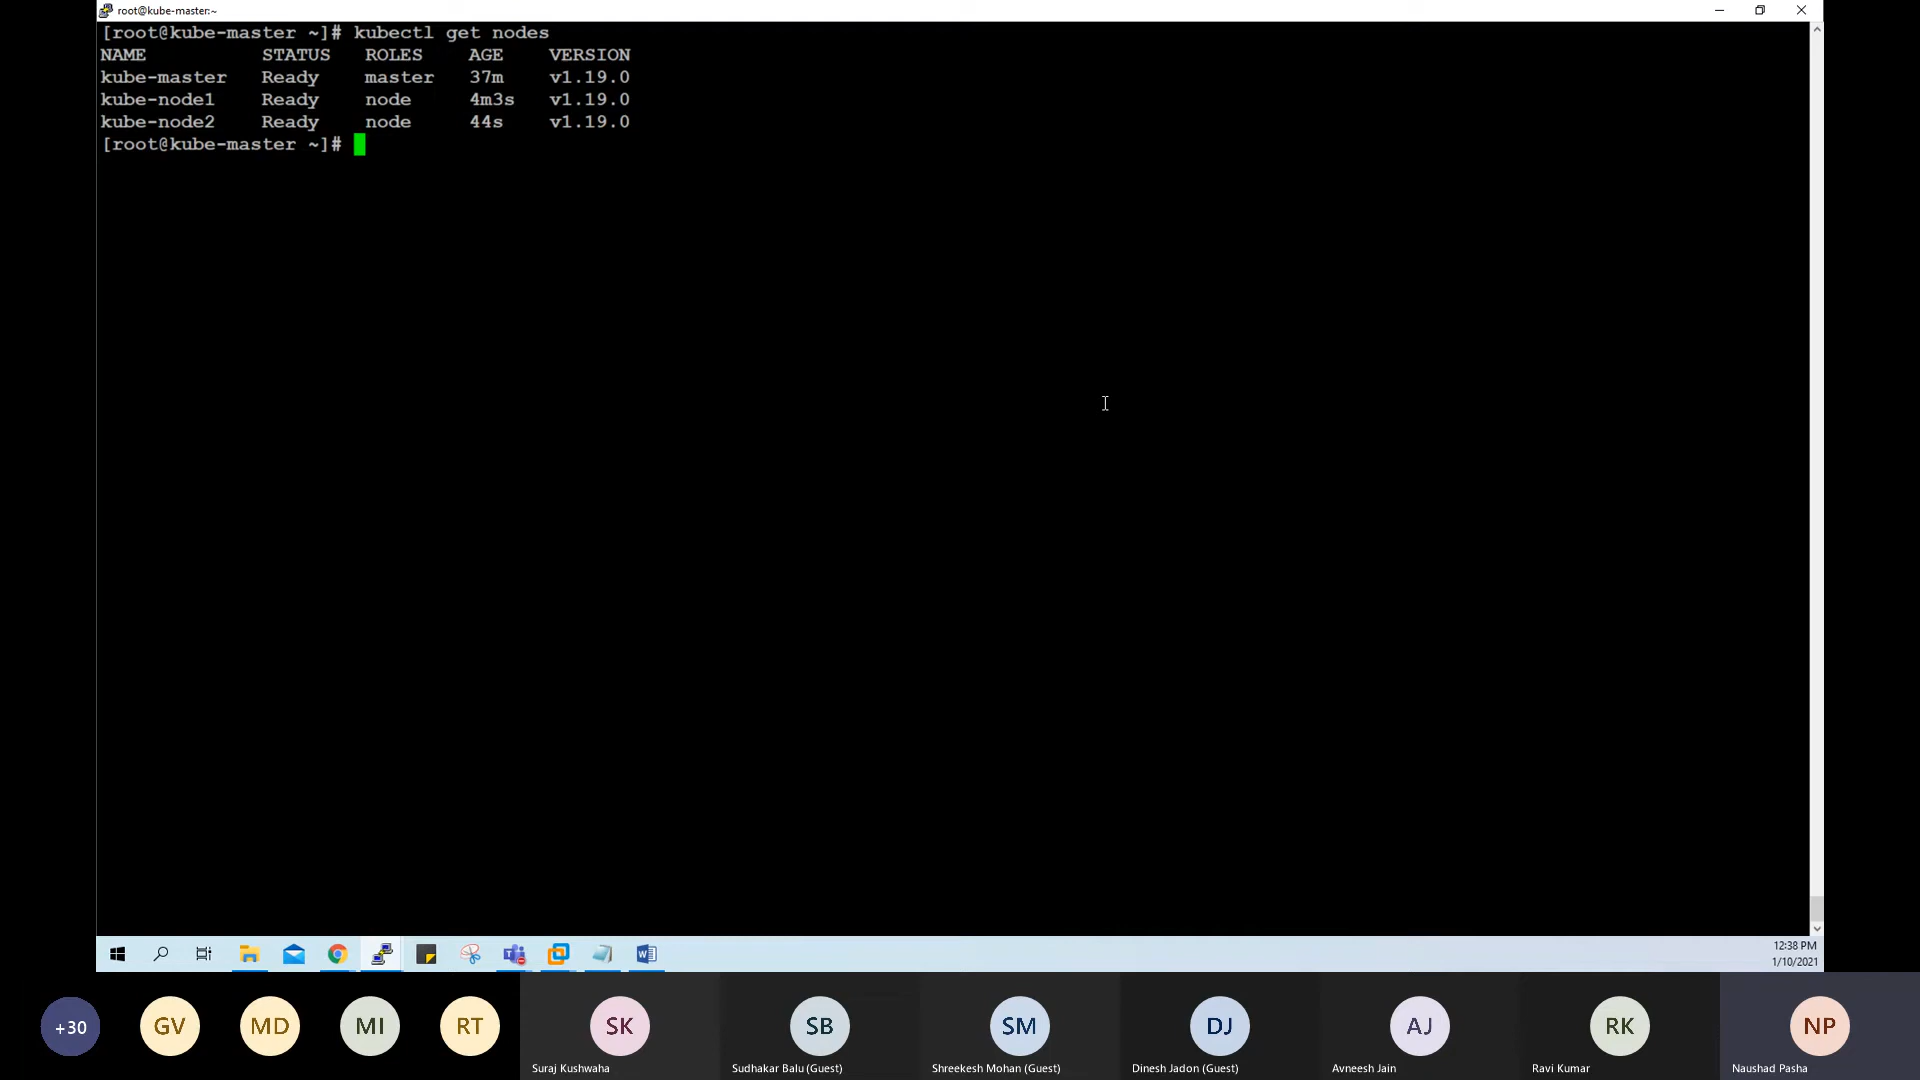 root@kube-master:~
[root@kube-master ~]# kubectl get nodes
NAME STATUS ROLES AGE VERSION
kube-master Ready master 37m v1.19.0
kube-node1 Ready node 4m3s v1.19.0
kube-node2 Ready node 44s v1.19.0
[root@kube-master ~]#
12:38 PM
1/10/2021
+30 GV MD MI RT SK SB SM DJ AJ RK NP
Suraj Kushwaha Sudhakar Balu (Guest) Shreekesh Mohan (Guest) Dinesh Jadon (Guest) Avneesh Jain Ravi Kumar Naushad Pasha